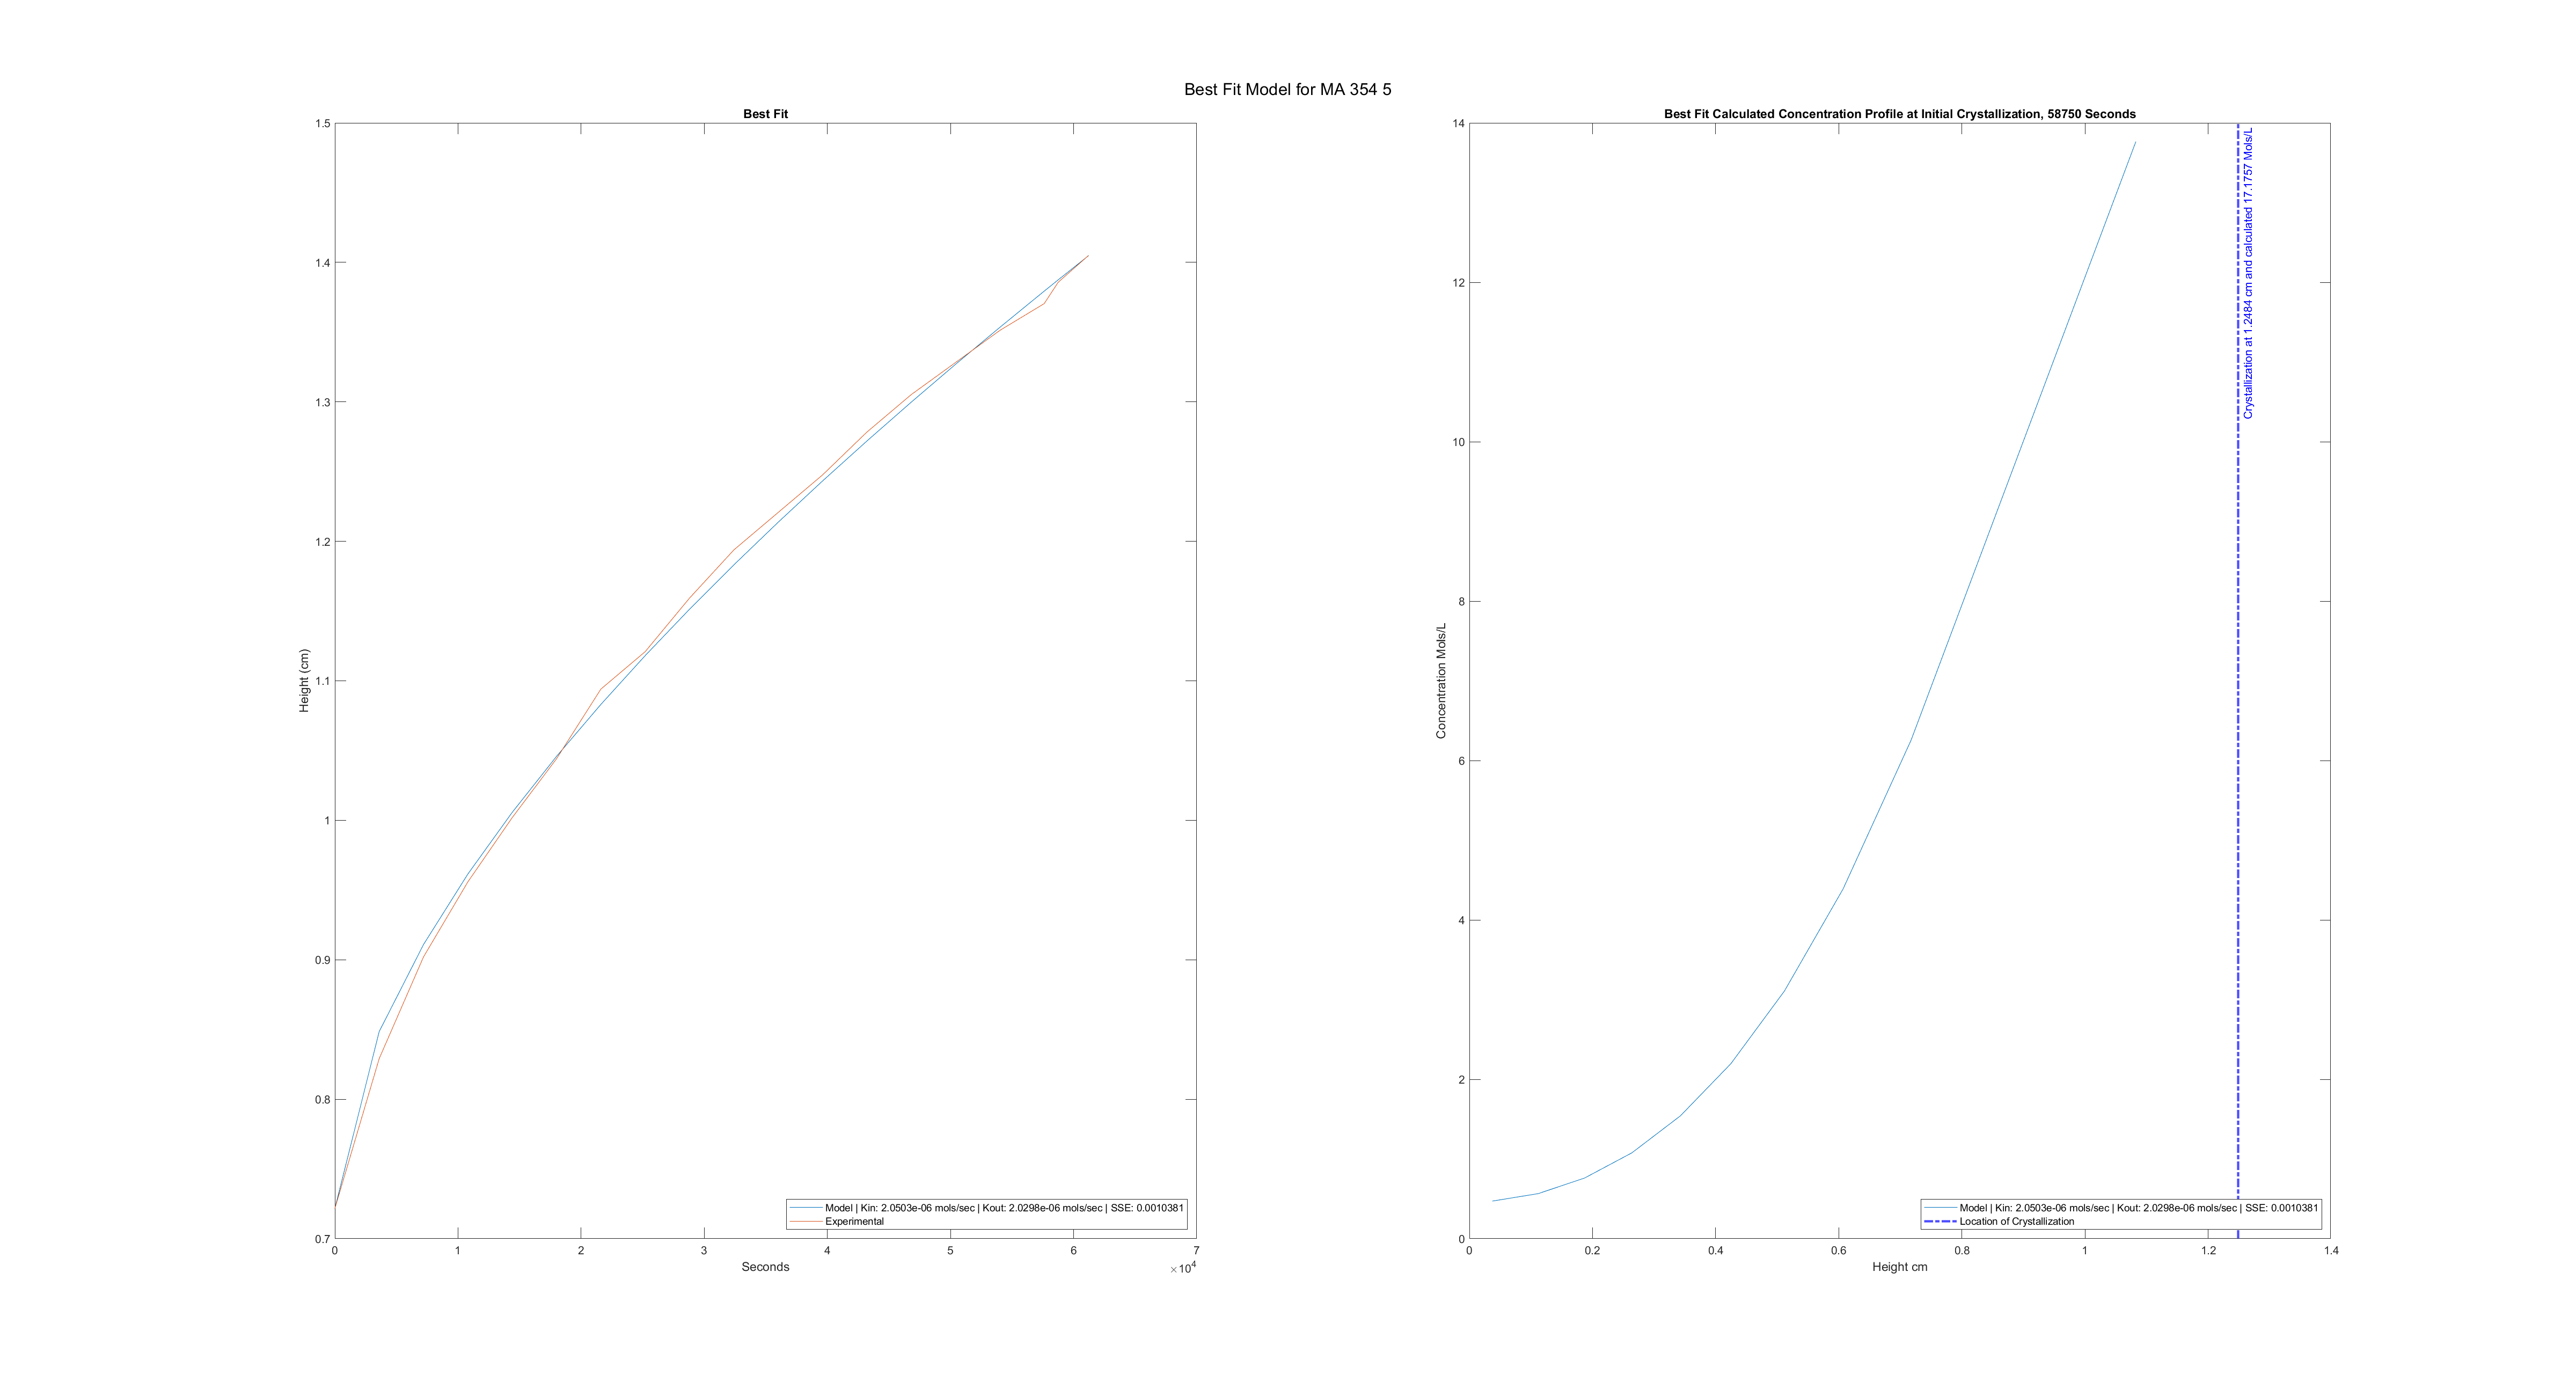 Best Fit Model for MA 354 5
Best Fit
1.5
1.4
1.3
1.2
1.1
1
0.9
0.8
0.7
Height (cm)
0
1
2
3
4
5
6
7
Seconds
×10^4
Model | Kin: 2.0503e-06 mols/sec | Kout: 2.0298e-06 mols/sec | SSE: 0.0010381
Experimental
Best Fit Calculated Concentration Profile at Initial Crystallization, 58750 Seconds
14
12
10
8
6
4
2
0
Concentration Mols/L
0
0.2
0.4
0.6
0.8
1
1.2
1.4
Height cm
Crystallization at 1.2484 cm and calculated 17.1757 Mols/L
Model | Kin: 2.0503e-06 mols/sec | Kout: 2.0298e-06 mols/sec | SSE: 0.0010381
Location of Crystallization